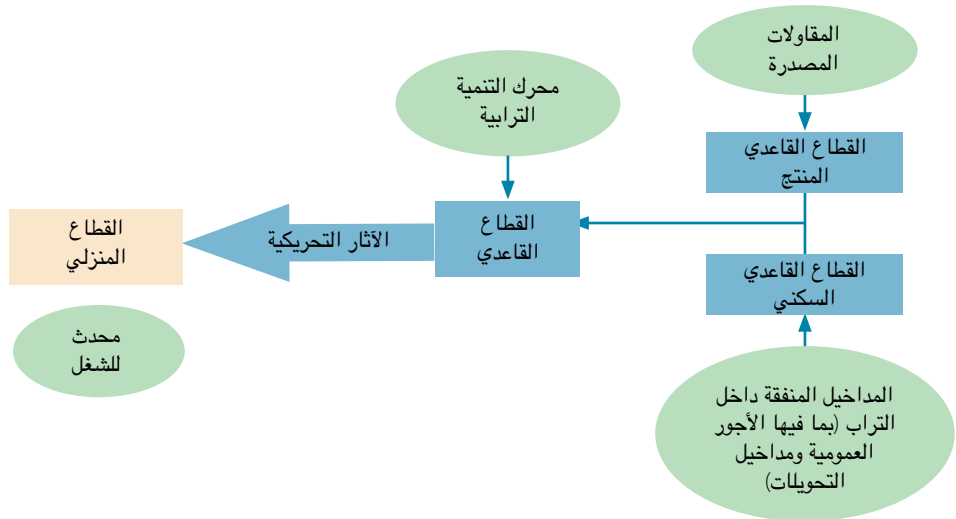 المقاولات
المصدرة
محرك التنمية
الترابية
القطاع القاعدي
المنتج
القطاع
القاعدي
الآثار التحريكية
القطاع
المنزلي
القطاع القاعدي
السكني
محدث
للشغل
المداخيل المنفقة داخل
التراب (بما فيها الأجور
العمومية ومداخيل
التحويلات)